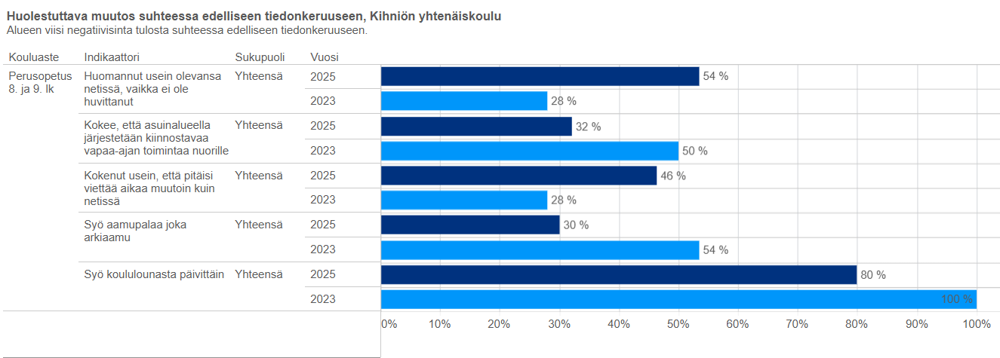 Huolestuttava muutos suhteessa edelliseen tiedonkeruuseen, Kihniön yhtenäiskoulu
Alueen viisi negatiivisinta tulosta suhteessa edelliseen tiedonkeruuseen.
Kouluaste Indikaattori Sukupuoli Vuosi
Perusopetus 8. ja 9. lk
Huomannut usein olevansa
netissä, vaikka ei ole
huvittanut
Yhteensä
2025 54 %
2023 28 %
Kokee, että asuinalueella
järjestetään kiinnostavaa
vapaa-ajan toimintaa nuorille
Yhteensä
2025 32 %
2023 50 %
Kokenut usein, että pitäisi
viettää aikaa muutoin kuin
netissä
Yhteensä
2025 46 %
2023 28 %
Syö aamupalaa joka
arkiaamu
Yhteensä
2025 30 %
2023 54 %
Syö koululounasta päivittäin
Yhteensä
2025 80 %
2023 100 %
0% 10% 20% 30% 40% 50% 60% 70% 80% 90% 100%